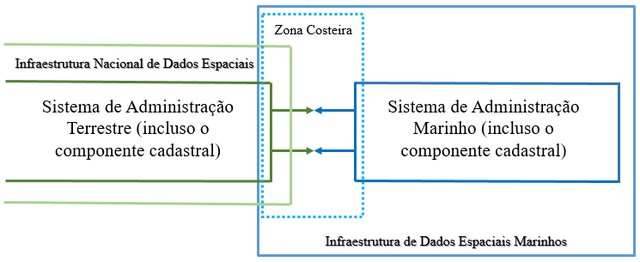 Zona Costeira
Infraestrutura Nacional de Dados Espaciais
Sistema de Administração
Terrestre (incluso o
componente cadastral)
Sistema de Administração
Marinho (incluso o
componente cadastral)
Infraestrutura de Dados Espaciais Marinhos